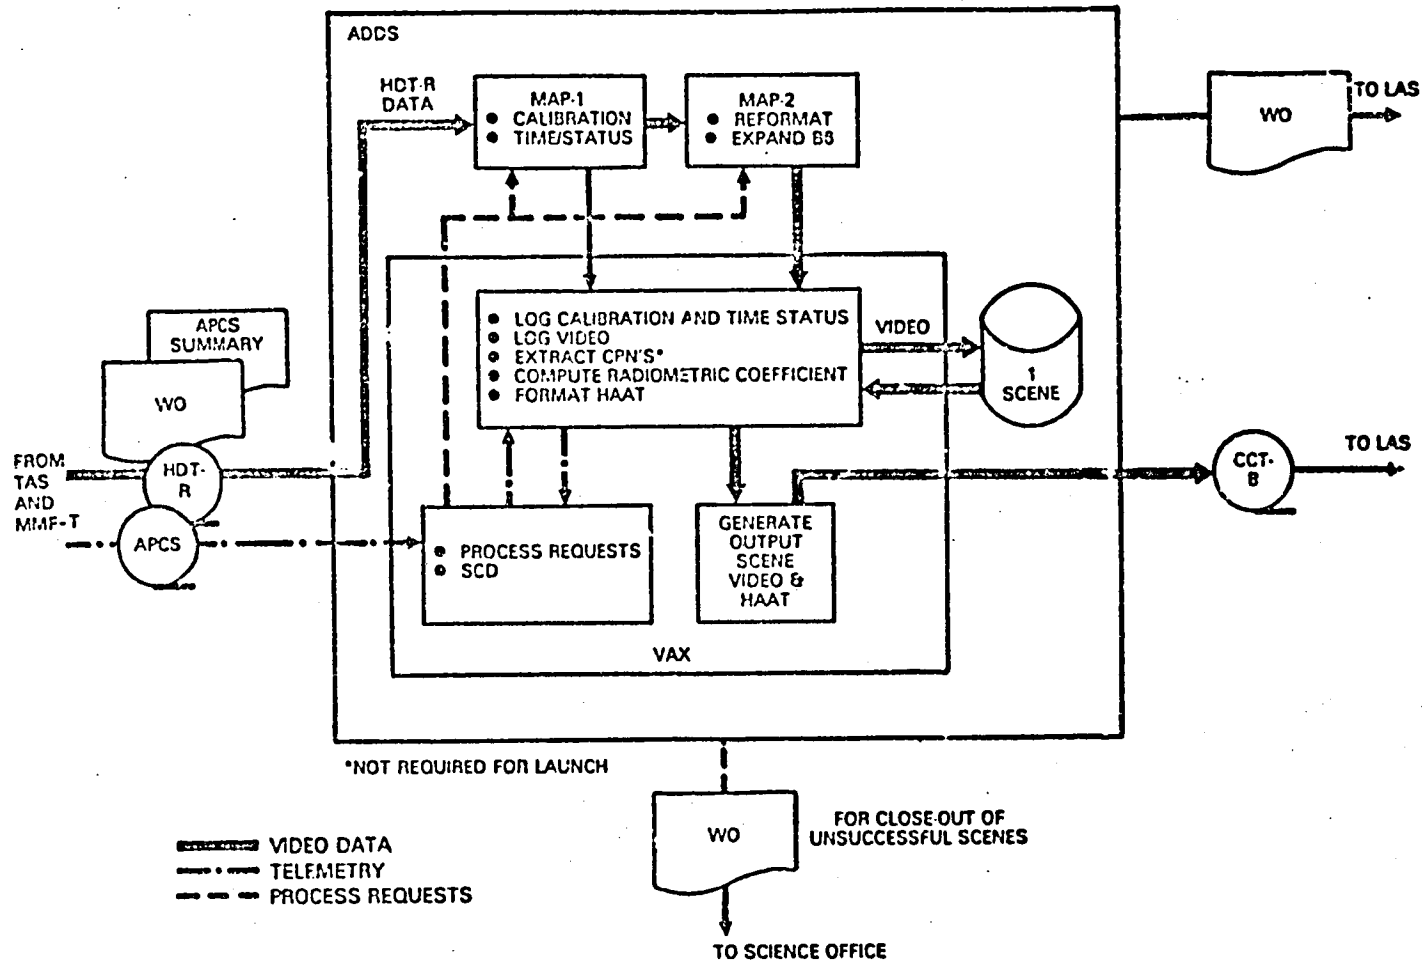 ADDS
HDT-R
DATA
MAP-1
● CALIBRATION
● TIME/STATUS
MAP-2
● REFORMAT
● EXPAND B8
WO
TO LAS
APCS
SUMMARY
WO
● LOG CALIBRATION AND TIME STATUS
● LOG VIDEO
● EXTRACT CPN'S*
● COMPUTE RADIOMETRIC COEFFICIENT
● FORMAT HAAT
VIDEO
1
SCENE
FROM
TAS
AND
MMF-T
HDT-
R
APCS
● PROCESS REQUESTS
● SCD
GENERATE
OUTPUT
SCENE
VIDEO &
HAAT
CCT-
B
TO LAS
VAX
*NOT REQUIRED FOR LAUNCH
WO
FOR CLOSE-OUT OF
UNSUCCESSFUL SCENES
VIDEO DATA
TELEMETRY
PROCESS REQUESTS
TO SCIENCE OFFICE